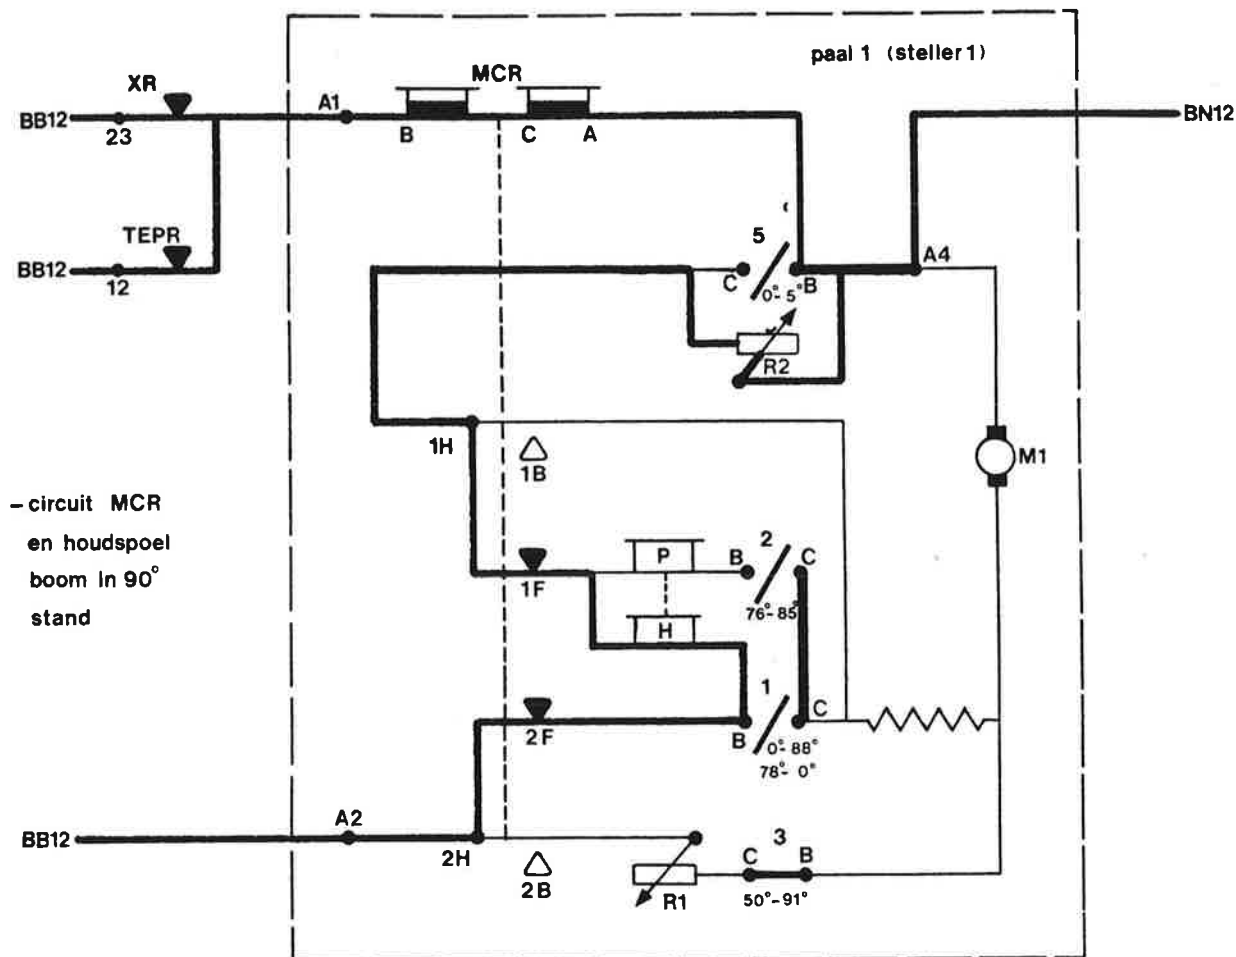 paal 1 (steller 1)
XR
MCR
BB12
23
A1
B
C
A
BN12
TEPR
BB12
12
5
C
B
A4
0°- 5°
R2
1H
1B
M1
– circuit MCR
en houdspoel
boom in 90°
stand
P
B
2
C
1F
76°- 85°
H
1
2F
B
C
0°- 88°
78°- 0°
BB12
A2
2H
2B
R1
C
3
B
50°- 91°